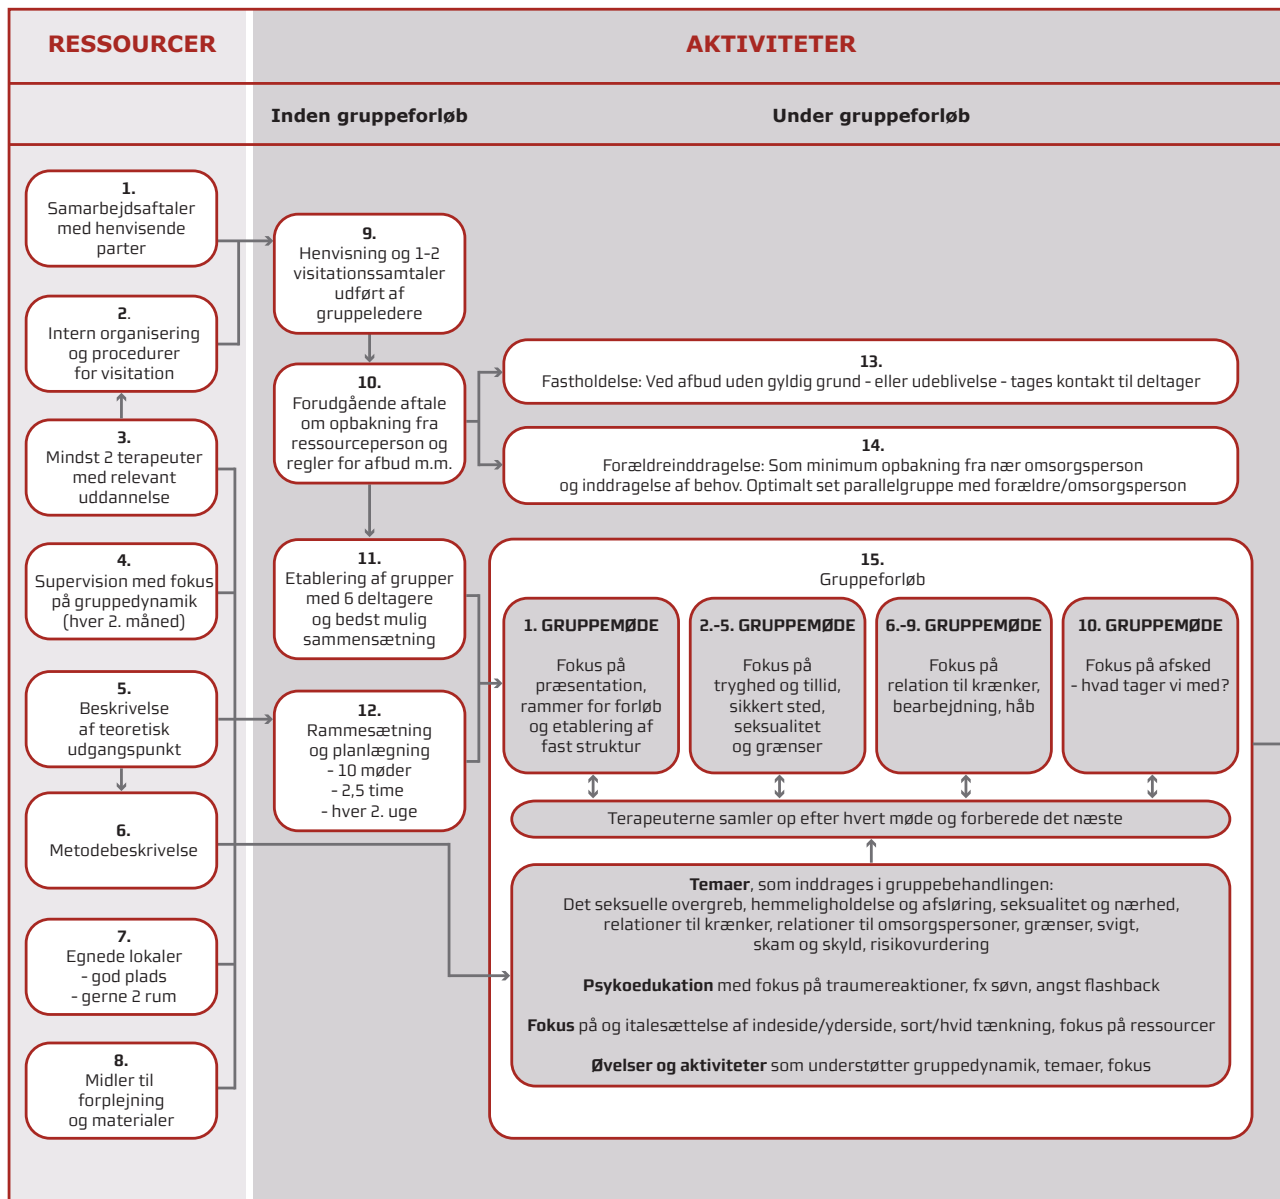 RESSOURCER
AKTIVITETER
Inden gruppeforløb
Under gruppeforløb
1.
Samarbejdsaftaler
med henvisende
parter
2.
Intern organisering
og procedurer
for visitation
3.
Mindst 2 terapeuter
med relevant
uddannelse
4.
Supervision med fokus
på gruppedynamik
(hver 2. måned)
5.
Beskrivelse
af teoretisk
udgangspunkt
6.
Metodebeskrivelse
7.
Egnede lokaler
- god plads
- gerne 2 rum
8.
Midler til
forplejning
og materialer
9.
Henvisning og 1-2
visitationssamtaler
udført af
gruppeledere
10.
Forudgående aftale
om opbakning fra
ressourceperson og
regler for afbud m.m.
11.
Etablering af grupper
med 6 deltagere
og bedst mulig
sammensætning
12.
Rammesætning
og planlægning
- 10 møder
- 2,5 time
- hver 2. uge
13.
Fastholdelse: Ved afbud uden gyldig grund - eller udeblivelse - tages kontakt til deltager
14.
Forældreinddragelse: Som minimum opbakning fra nær omsorgsperson
og inddragelse af behov. Optimalt set parallelgruppe med forældre/omsorgsperson
15.
Gruppeforløb
1. GRUPPEMØDE
Fokus på
præsentation,
rammer for forløb
og etablering af
fast struktur
2.-5. GRUPPEMØDE
Fokus på
tryghed og tillid,
sikkert sted,
seksualitet
og grænser
6.-9. GRUPPEMØDE
Fokus på
relation til krænker,
bearbejdning, håb
10. GRUPPEMØDE
Fokus på afsked
- hvad tager vi med?
Terapeuterne samler op efter hvert møde og forberede det næste
Temaer, som inddrages i gruppebehandlingen:
Det seksuelle overgreb, hemmeligholdelse og afsløring, seksualitet og nærhed,
relationer til krænker, relationer til omsorgspersoner, grænser, svigt,
skam og skyld, risikovurdering
Psykoedukation med fokus på traumereaktioner, fx søvn, angst flashback
Fokus på og italesættelse af indeside/yderside, sort/hvid tænkning, fokus på ressourcer
Øvelser og aktiviteter som understøtter gruppedynamik, temaer, fokus